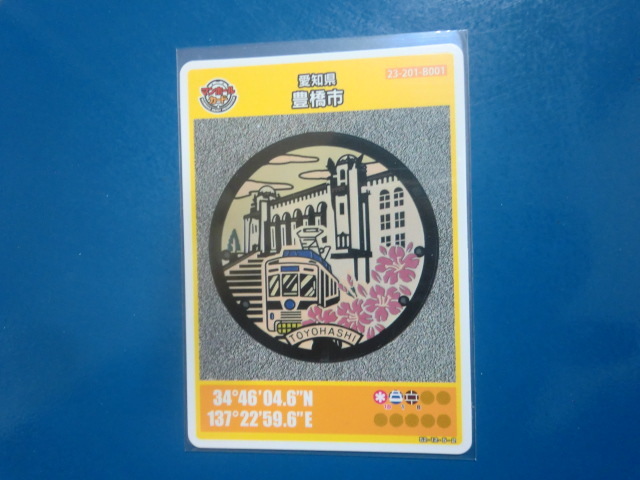 23-201-B001
マンホール
カード
愛知県
豊橋市
TOYOHASHI
34°46'04.6"N
137°22'59.6"E